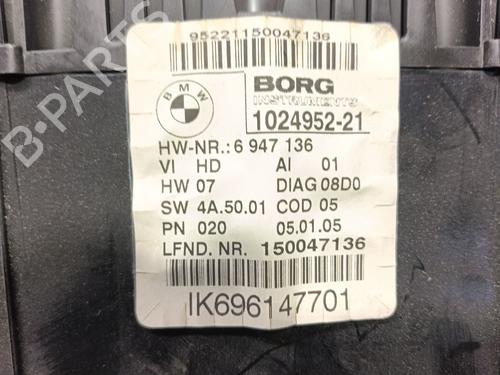 95221150047136
BMW
BORG
INSTRUMENTS
1024952-21
HW-NR.: 6 947 136
VI HD AI 01
HW 07 DIAG 08D0
SW 4A.50.01 COD 05
PN 020 05.01.05
LFND. NR. 150047136
IK696147701
B-PARTS